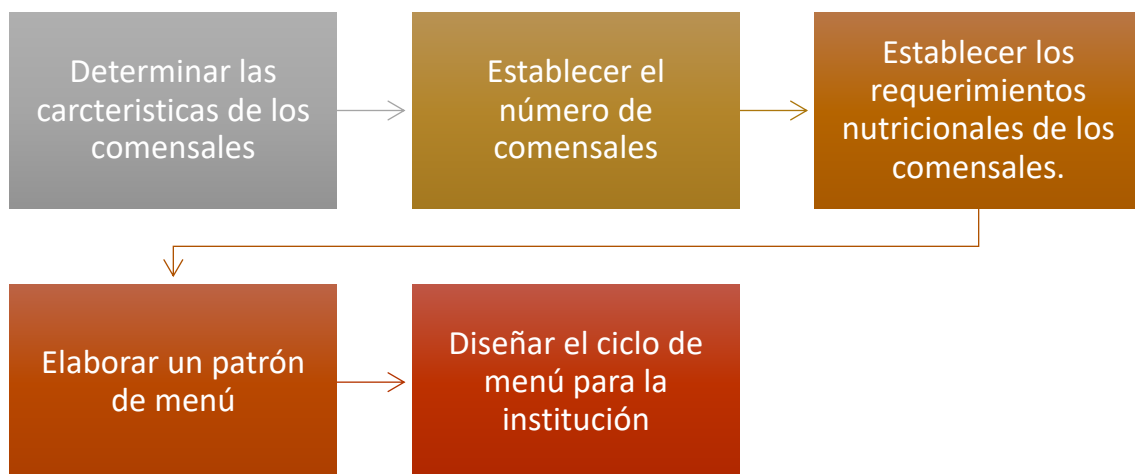 Determinar las
carcteristicas de los
comensales
Establecer el
número de
comensales
Establecer los
requerimientos
nutricionales de los
comensales.
Elaborar un patrón
de menú
Diseñar el ciclo de
menú para la
institución